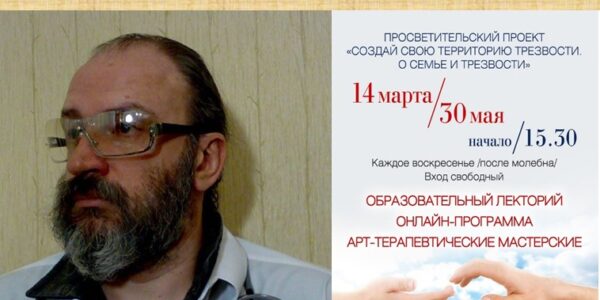 ПРОСВЕТИТЕЛЬСКИЙ ПРОЕКТ
«СОЗДАЙ СВОЮ ТЕРРИТОРИЮ ТРЕЗВОСТИ.
О СЕМЬЕ И ТРЕЗВОСТИ»
14 марта/30 мая
начало/15.30
Каждое воскресенье /после молебна/
Вход свободный
ОБРАЗОВАТЕЛЬНЫЙ ЛЕКТОРИЙ
ОНЛАЙН-ПРОГРАММА
АРТ-ТЕРАПЕВТИЧЕСКИЕ МАСТЕРСКИЕ